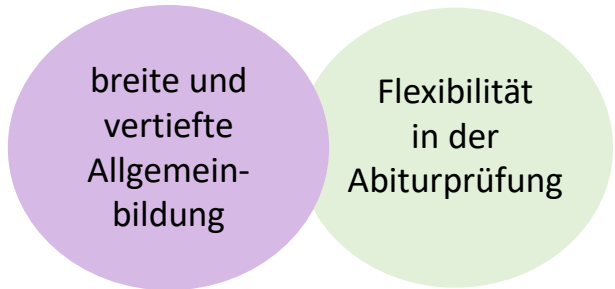 breite und
vertiefte
Allgemein-
bildung
Flexibilität
in der
Abiturprüfung